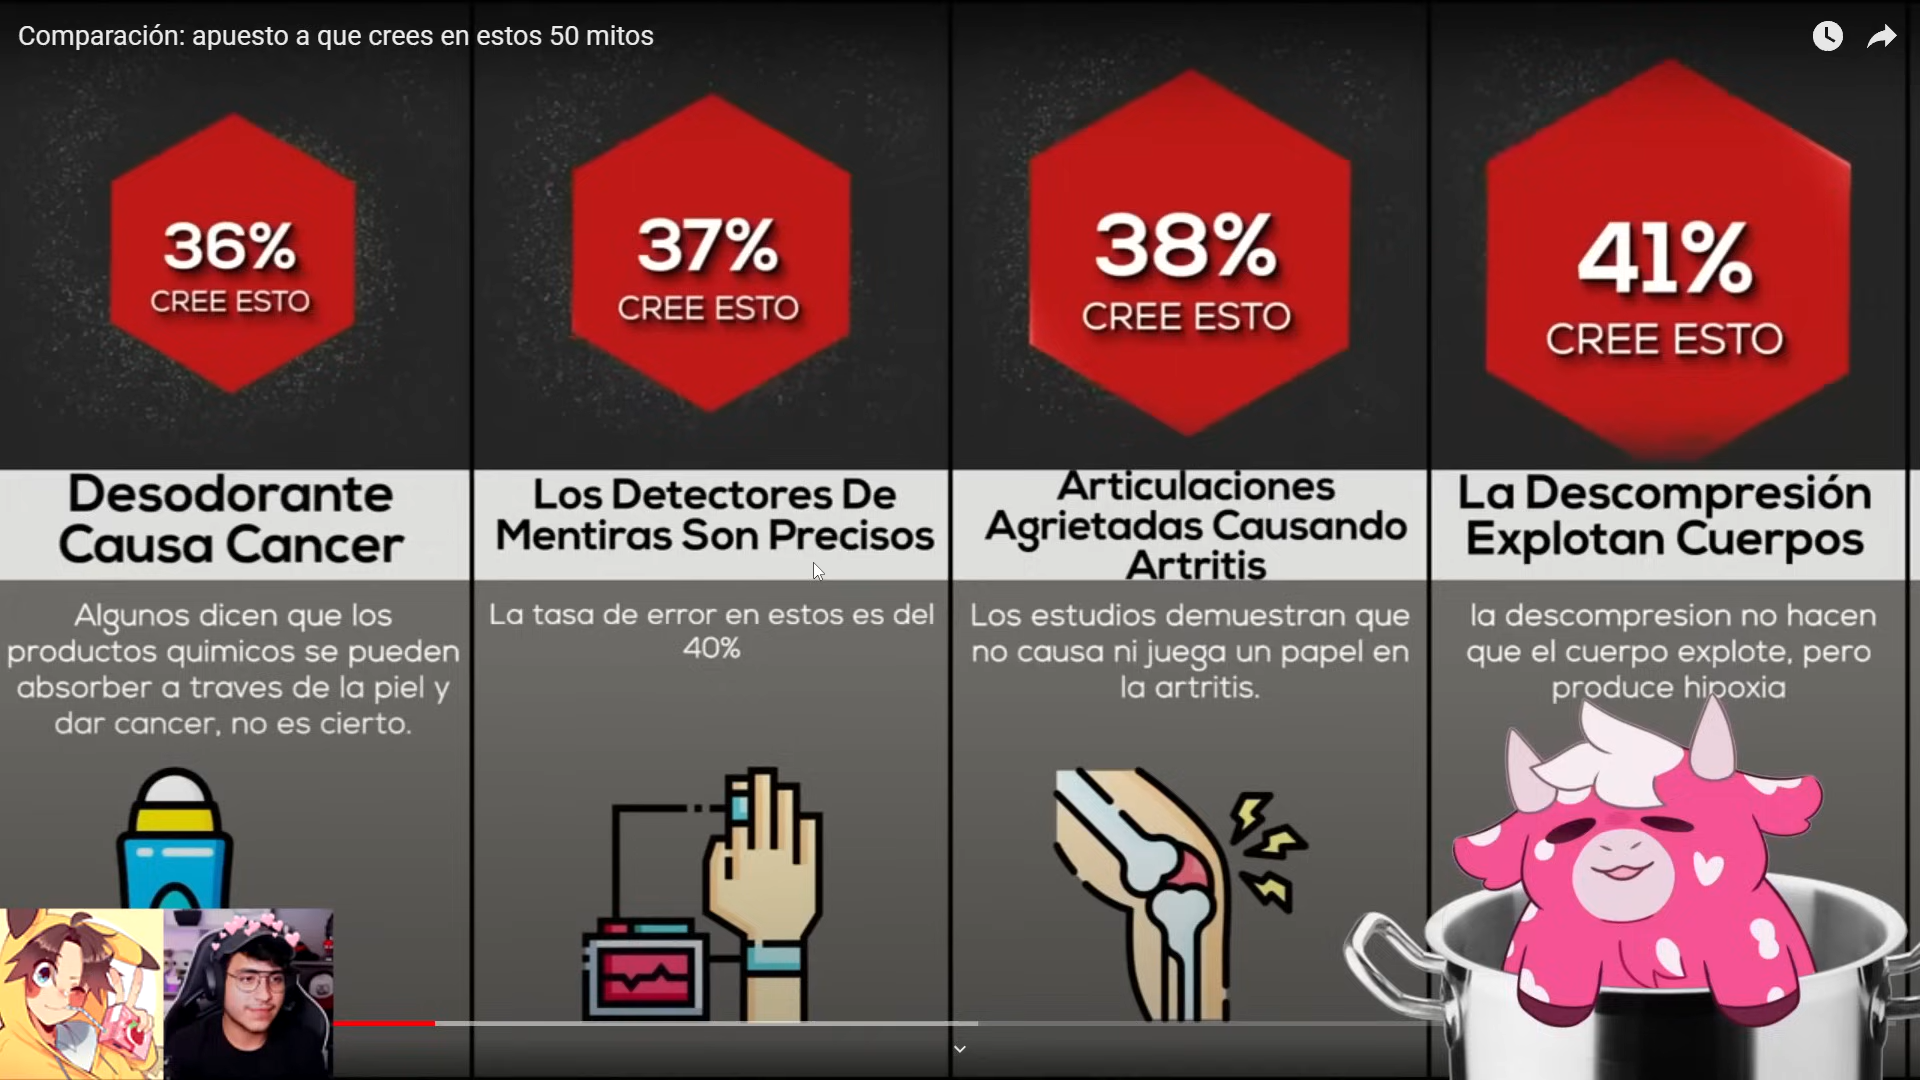 Comparación: apuesto a que crees en estos 50 mitos
36%
CREE ESTO
37%
CREE ESTO
38%
CREE ESTO
41%
CREE ESTO
Desodorante
Causa Cancer
Los Detectores De
Mentiras Son Precisos
Articulaciones
Agrietadas Causando
Artritis
La Descompresión
Explotan Cuerpos
Algunos dicen que los
productos quimicos se pueden
absorber a traves de la piel y
dar cancer, no es cierto.
La tasa de error en estos es del
40%
Los estudios demuestran que
no causa ni juega un papel en
la artritis.
la descompresion no hacen
que el cuerpo explote, pero
produce hipoxia